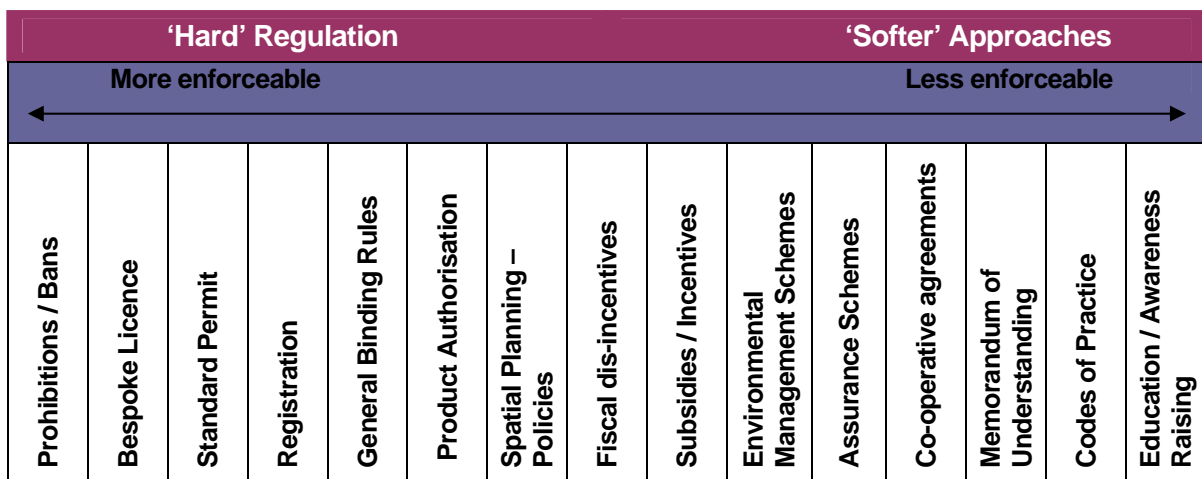 ‘Hard’ Regulation
‘Softer’ Approaches
More enforceable
Less enforceable
Prohibitions / Bans
Bespoke Licence
Standard Permit
Registration
General Binding Rules
Product Authorisation
Spatial Planning –
Policies
Fiscal dis-incentives
Subsidies / Incentives
Environmental
Management Schemes
Assurance Schemes
Co-operative agreements
Memorandum of
Understanding
Codes of Practice
Education / Awareness
Raising